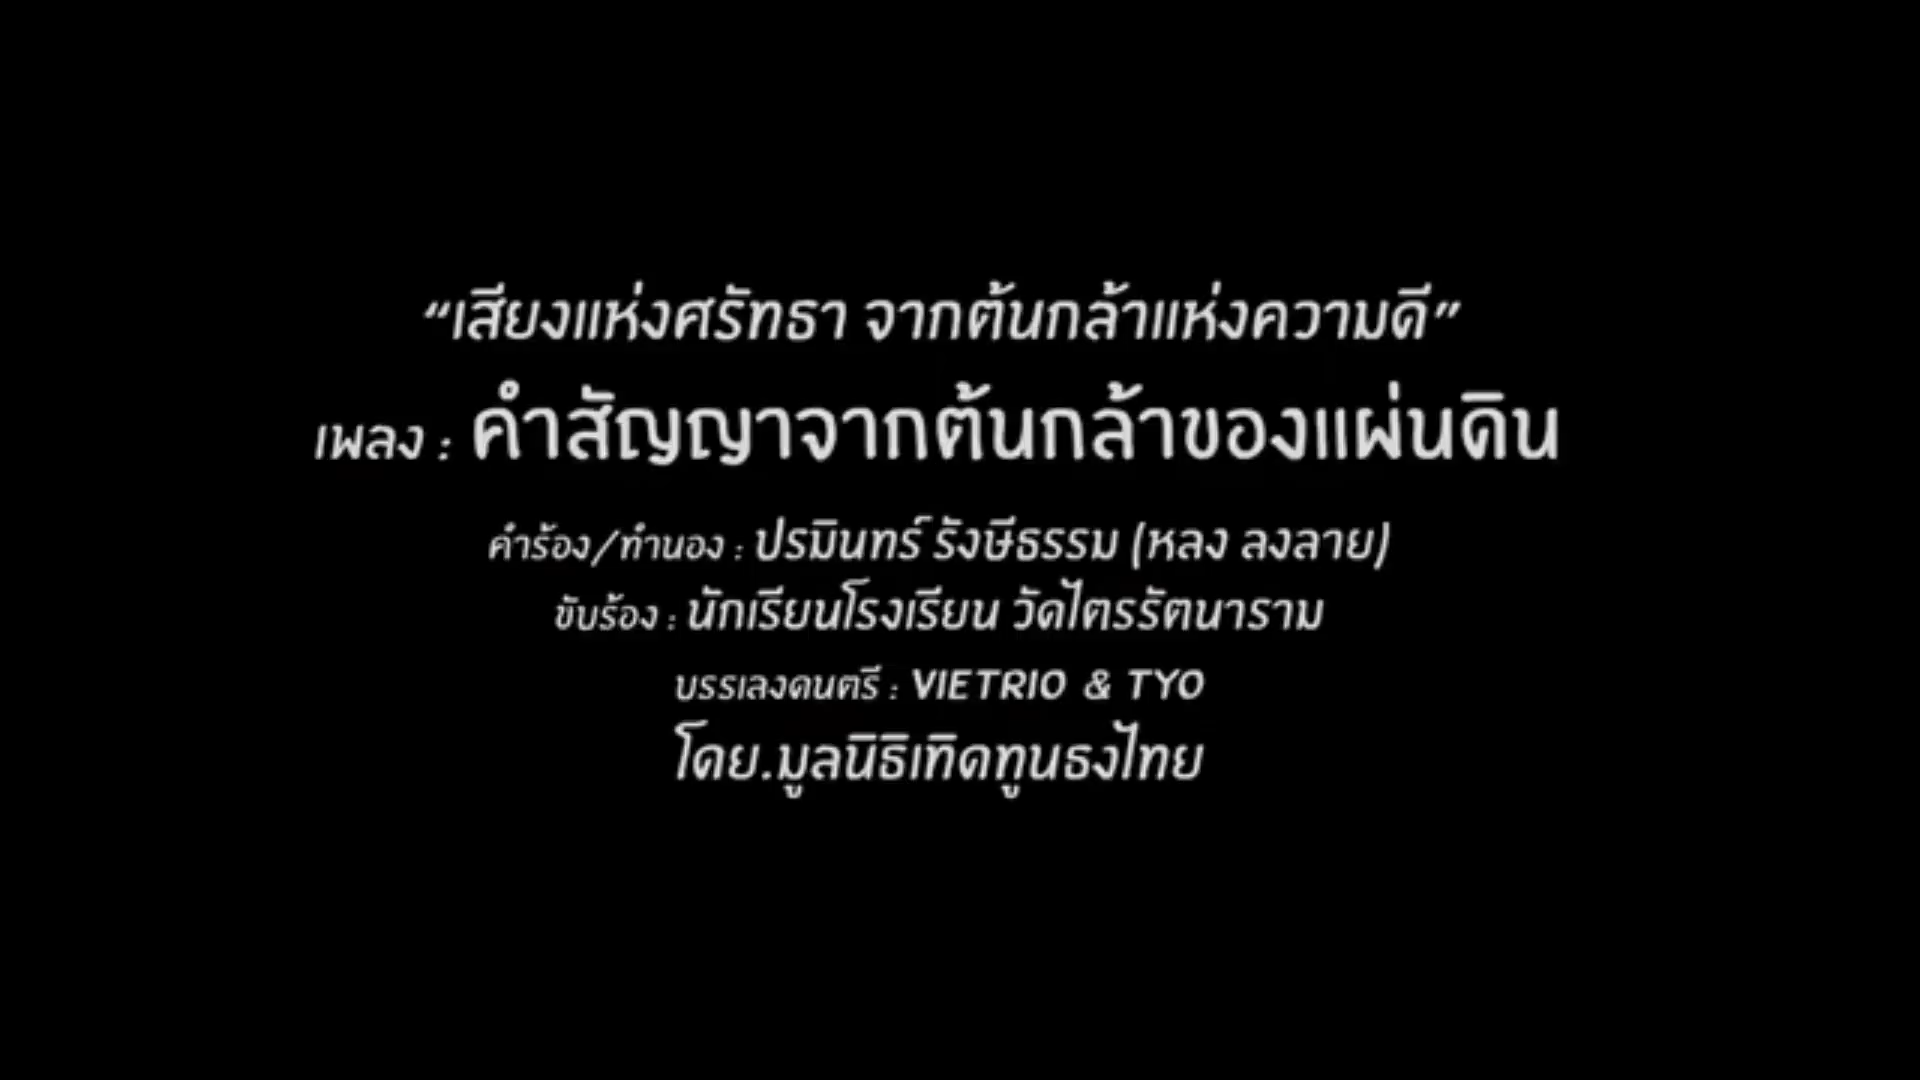 “เสียงแห่งศรัทธา จากต้นกล้าแห่งความดี”
เพลง : คำสัญญาจากต้นกล้าของแผ่นดิน
คำร้อง/ทำนอง : ปรมินทร์ รังษีธรรม (หลง ลงลาย)
ขับร้อง : นักเรียนโรงเรียน วัดไตรรัตนาราม
บรรเลงดนตรี : VIETRIO & TYO
โดย.มูลนิธิเทิดทูนธงไทย